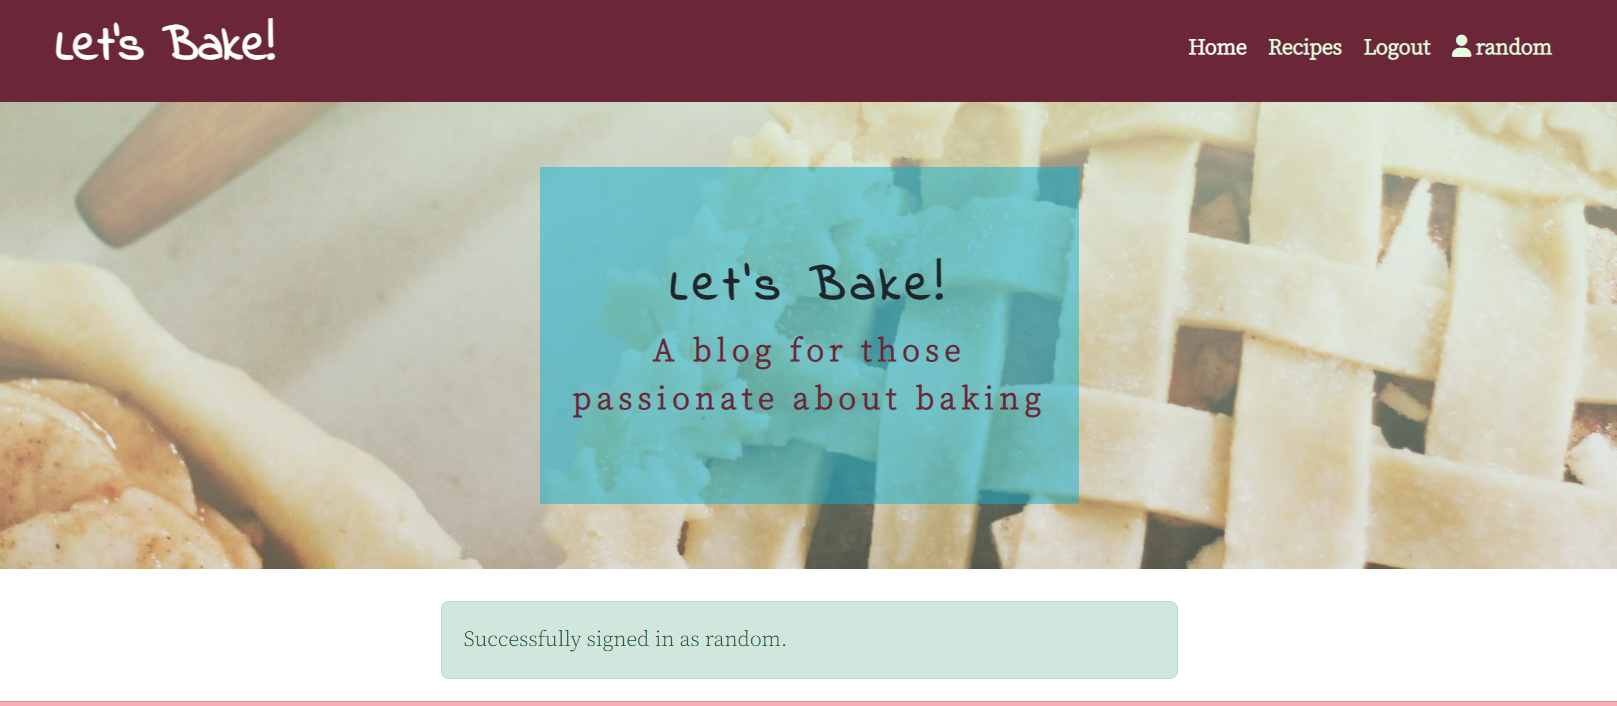 Let's Bake!
Home Recipes Logout random
Let's Bake!
A blog for those
passionate about baking
Successfully signed in as random.